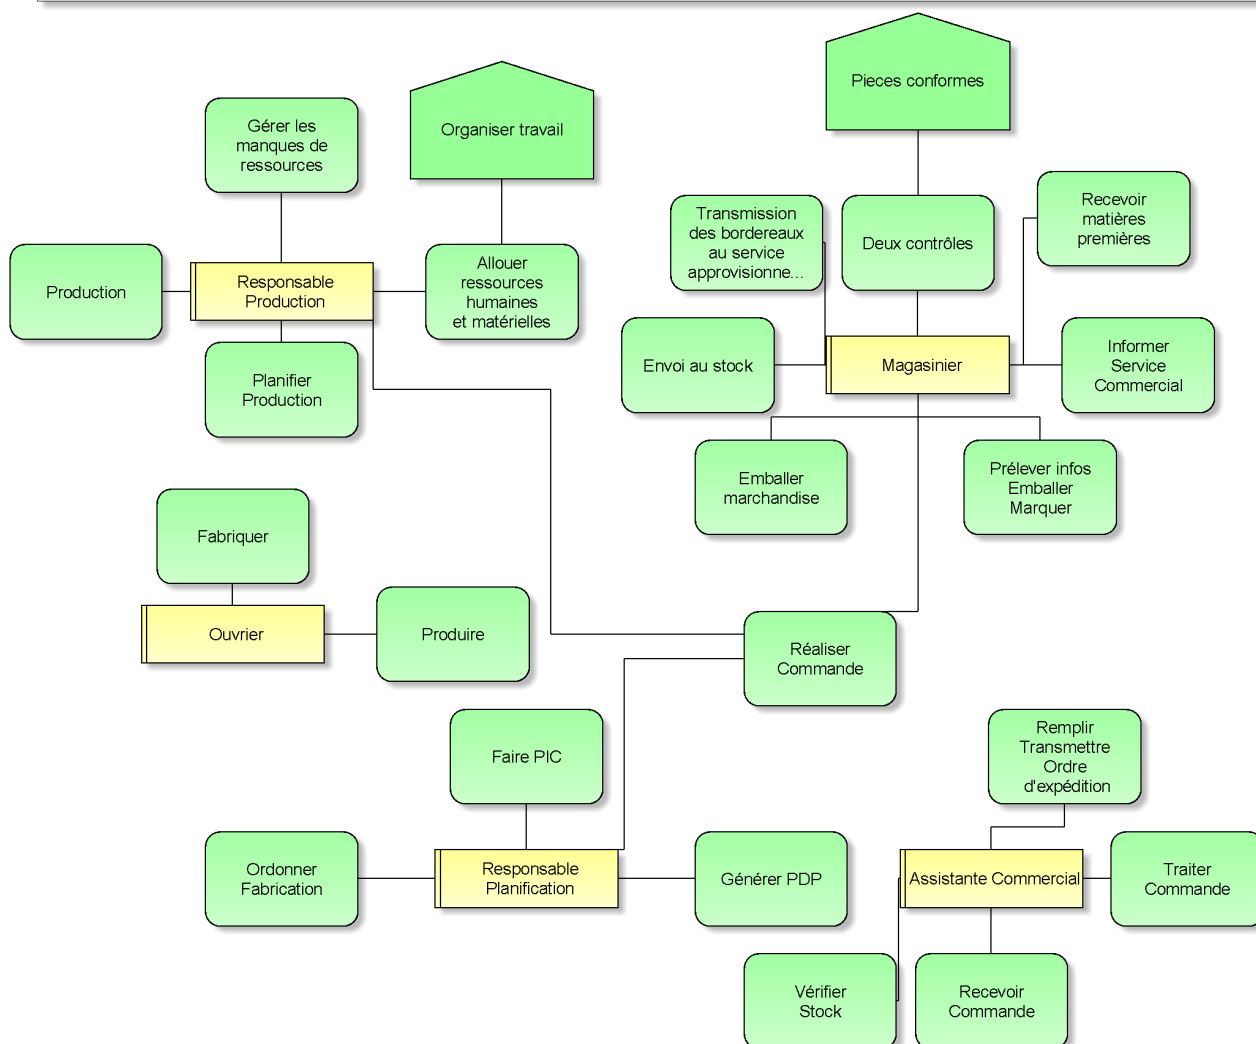 Pieces conformes
Organiser travail
Gérer les
manques de
ressources
Transmission
des bordereaux
au service
approvisionne...
Deux contrôles
Recevoir
matières
premières
Production
Responsable
Production
Allouer
ressources
humaines
et matérielles
Planifier
Production
Envoi au stock
Magasinier
Informer
Service
Commercial
Emballer
marchandise
Prélever infos
Emballer
Marquer
Fabriquer
Ouvrier
Produire
Réaliser
Commande
Faire PIC
Remplir
Transmettre
Ordre
d'expédition
Ordonner
Fabrication
Responsable
Planification
Générer PDP
Assistante Commercial
Traiter
Commande
Vérifier
Stock
Recevoir
Commande